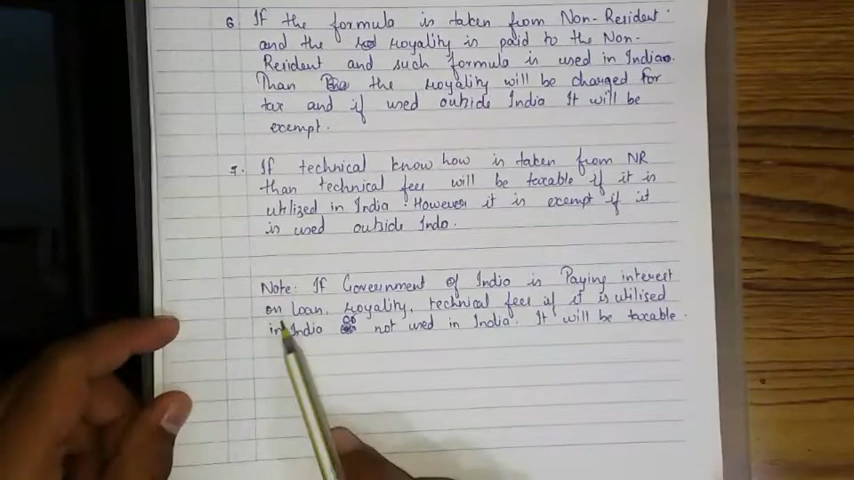 6 If the formula is taken from Non-Resident
and the royality is paid to the Non-
Resident and such formula is used in India.
Than the royality will be charged for
tax and if used outside India It will be
exempt.
7. If technical know how is taken from NR
than technical fee will be taxable if it is
utilized in India. However it is exempt if it
is used outside Indo.
Note: If Government of India is Paying interest
on Loan, royality, technical fees if it is utilised
in India or not used in India. It will be taxable.